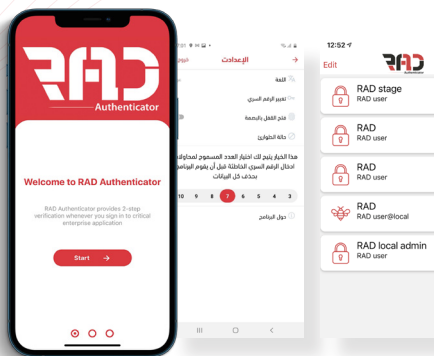 RAD
Authenticator
Welcome to RAD Authenticator
RAD Authenticator provides 2-step
verification whenever you sign in to critical
enterprise application
Start →
الإعدادت
اللغة
تغيير الرقم السري
فتح القفل بالبصمة
حالة الطوارئ
هذا الخيار يتيح لك اختيار العدد المسموح لمحاولات
ادخال الرقم السري الخاطئة قبل أن يقوم البرنامج
بحذف كل البيانات
10 9 8 7 6 5 4 3
حول البرنامج
12:52
Edit
RAD
RAD stage
RAD user
RAD
RAD user
RAD
RAD user
RAD
RAD user@local
RAD local admin
RAD user